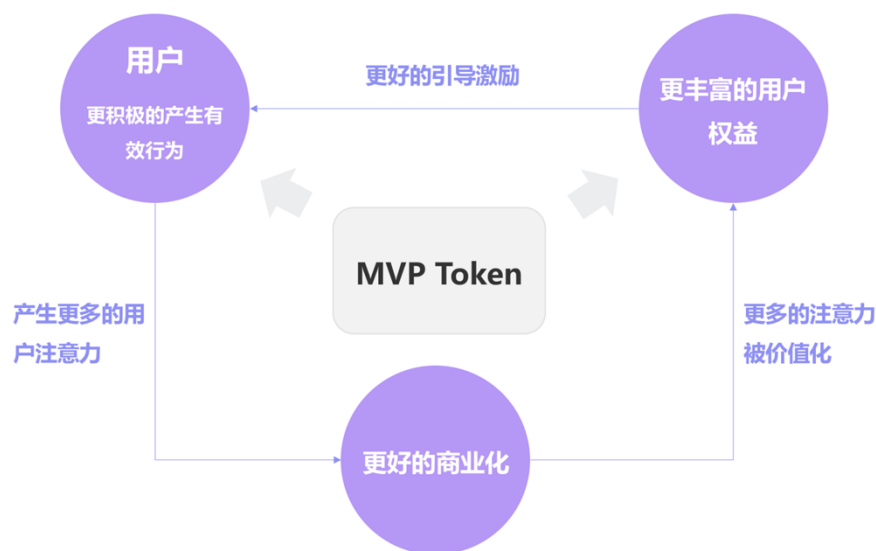 用户
更积极的产生有
效行为
更好的引导激励
更丰富的用户
权益
MVP Token
产生更多的用
户注意力
更多的注意力
被价值化
更好的商业化